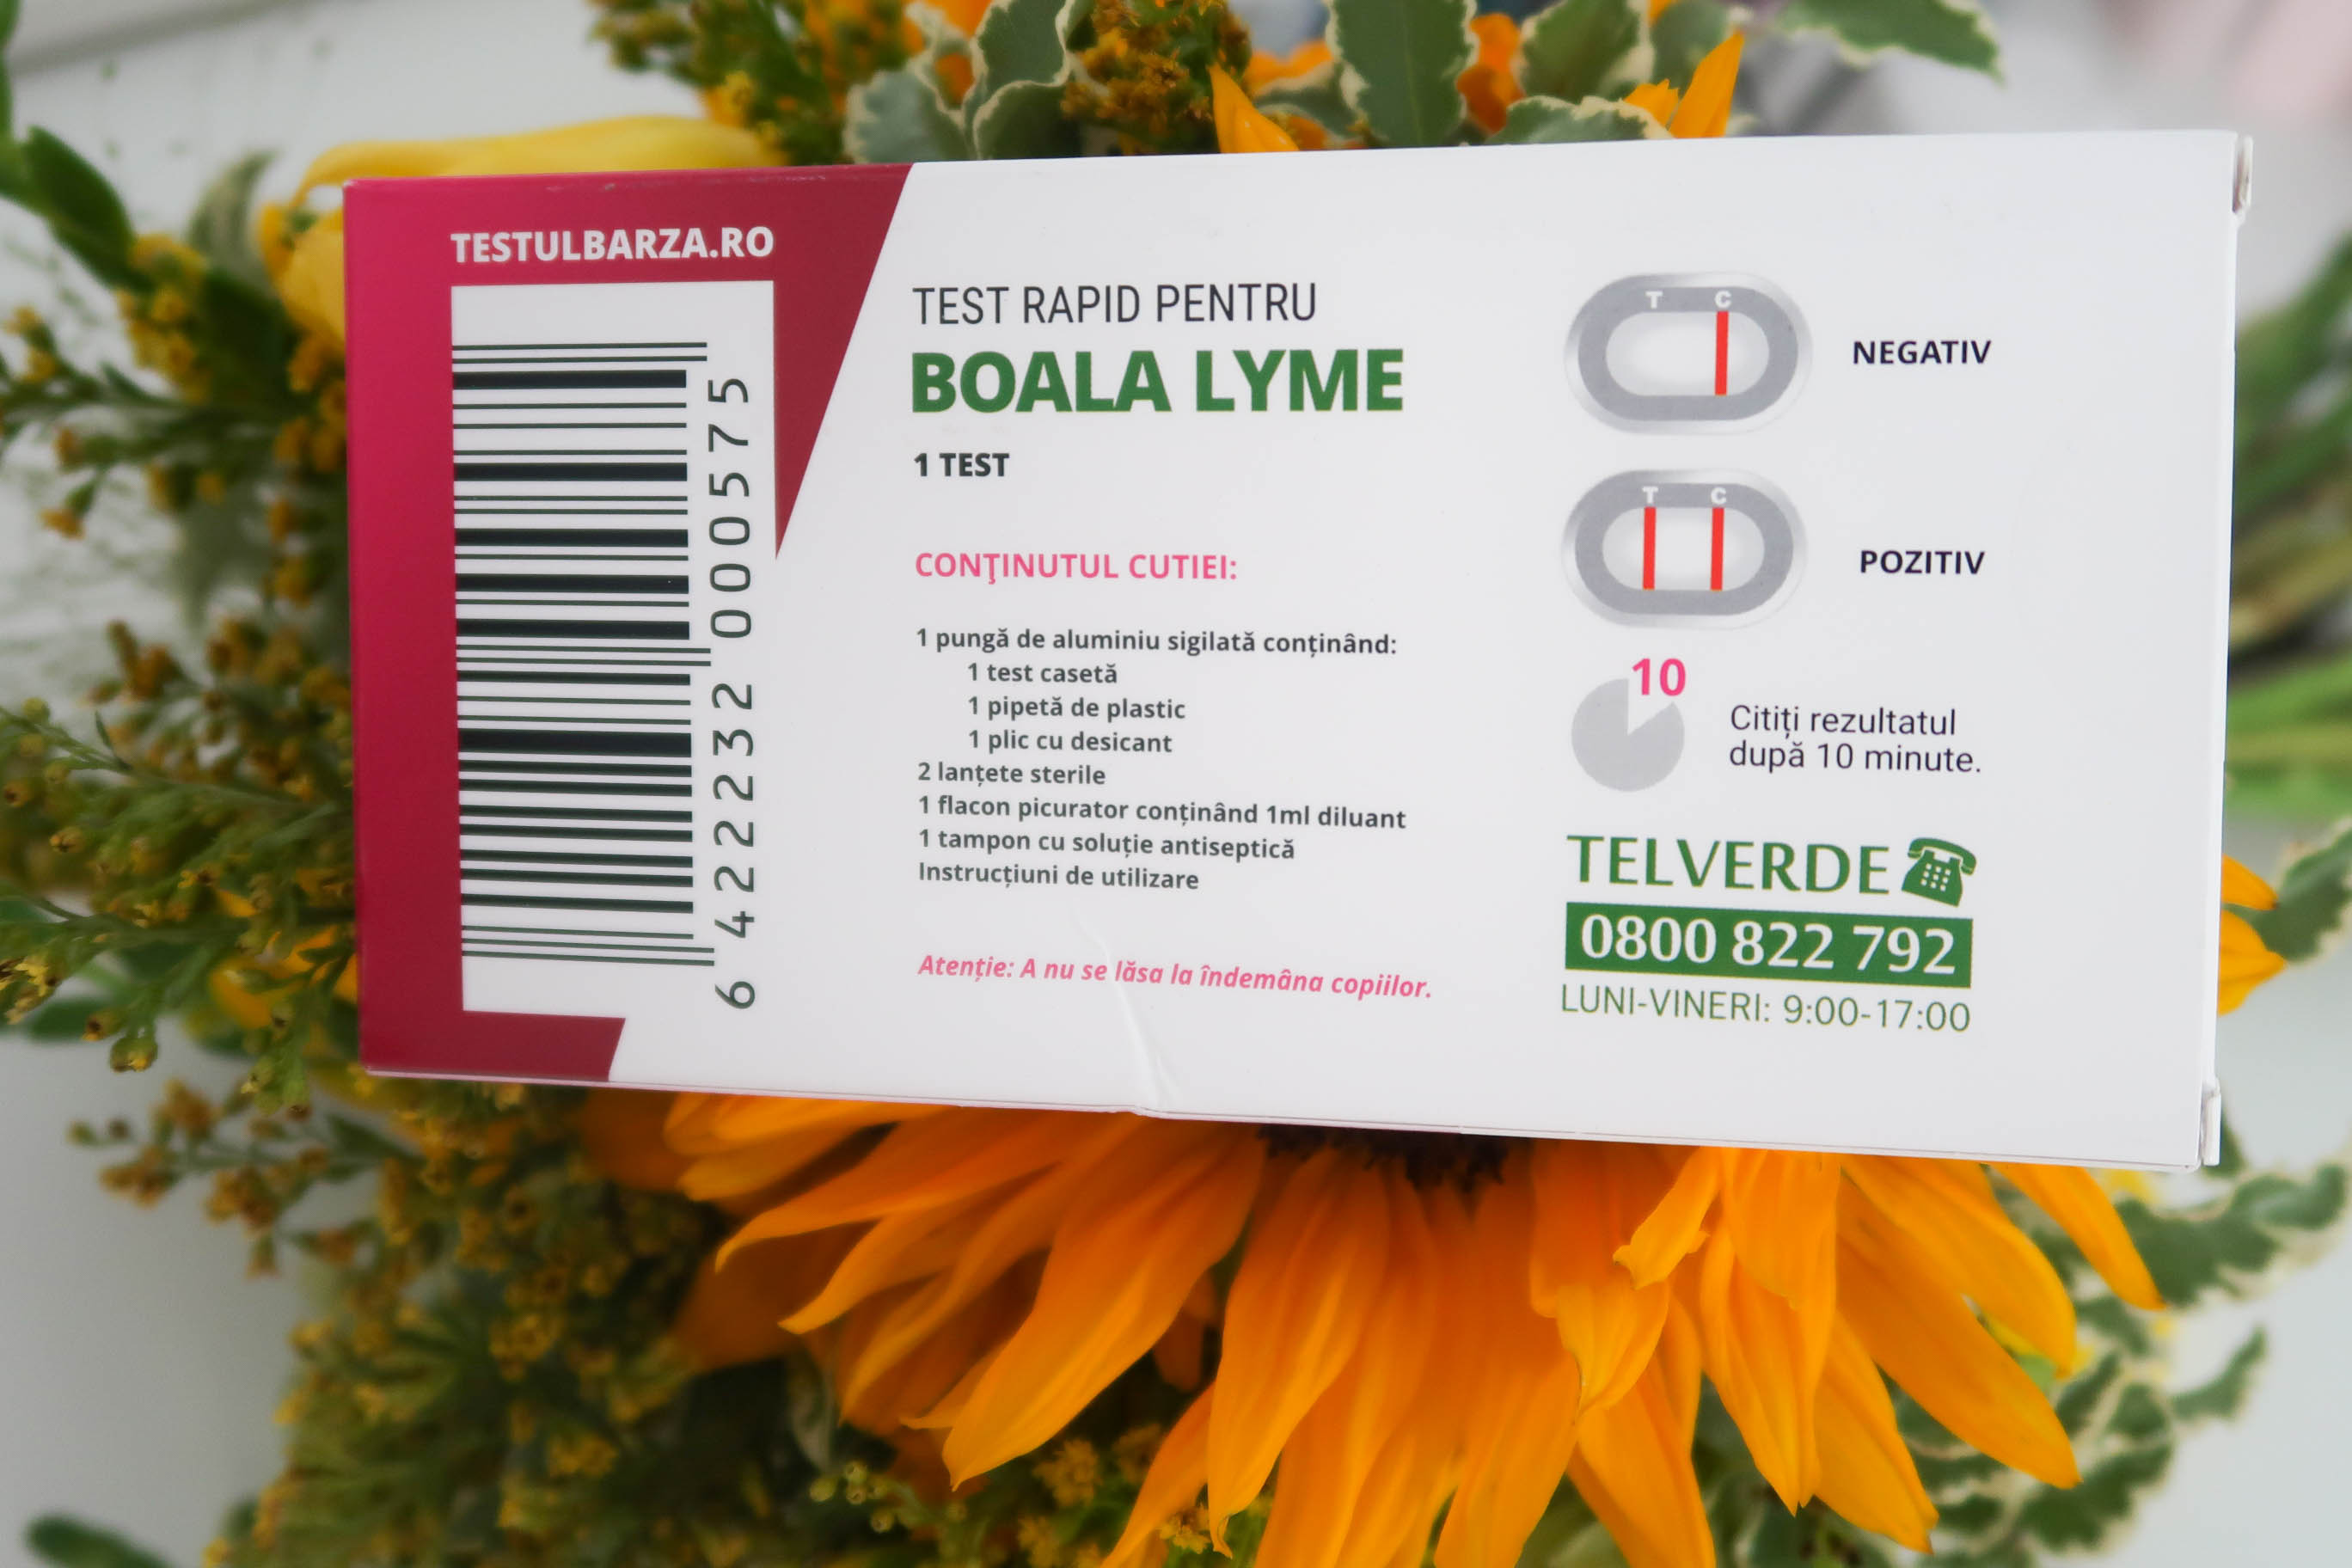 TESTULBARZA.RO
6 422232 000575
TEST RAPID PENTRU
BOALA LYME
1 TEST
CONŢINUTUL CUTIEI:
1 pungă de aluminiu sigilată conținând:
1 test casetă
1 pipetă de plastic
1 plic cu desicant
2 lanțete sterile
1 flacon picurator conținând 1ml diluant
1 tampon cu soluție antiseptică
Instrucțiuni de utilizare
Atenție: A nu se lăsa la îndemâna copiilor.
T C
NEGATIV
T C
POZITIV
10
Citiți rezultatul
după 10 minute.
TELVERDE
0800 822 792
LUNI-VINERI: 9:00-17:00